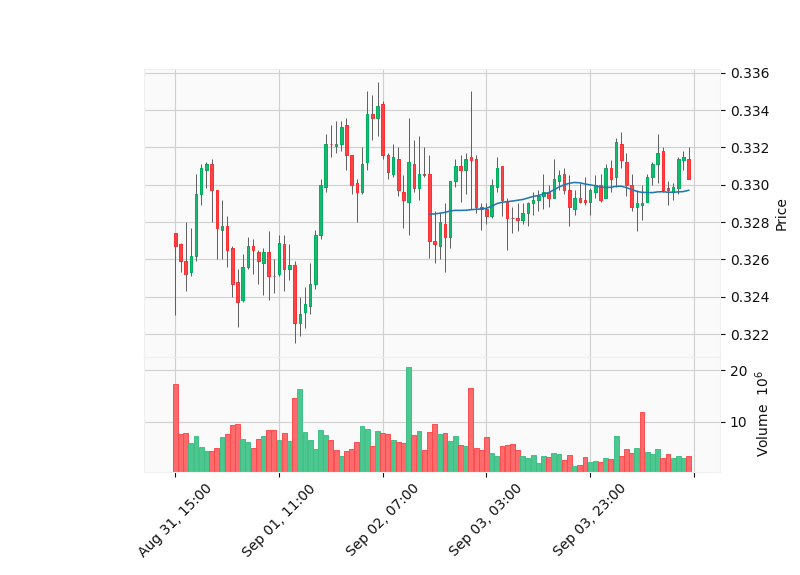 0.336
0.334
0.332
0.330
0.328
0.326
0.324
0.322
Price
20
10
Volume 10⁶
Aug 31, 15:00
Sep 01, 11:00
Sep 02, 07:00
Sep 03, 03:00
Sep 03, 23:00